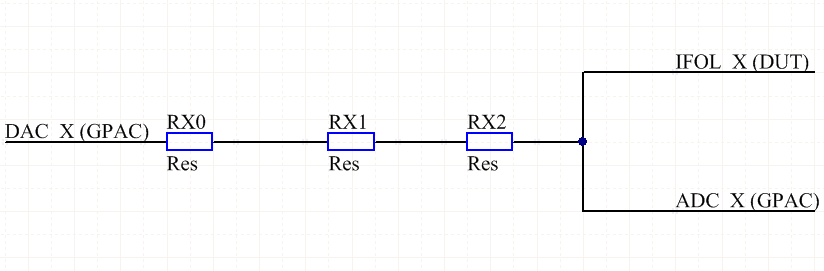 IFOL_X (DUT)
DAC_X (GPAC)
RX0
RX1
RX2
Res
Res
Res
ADC_X (GPAC)